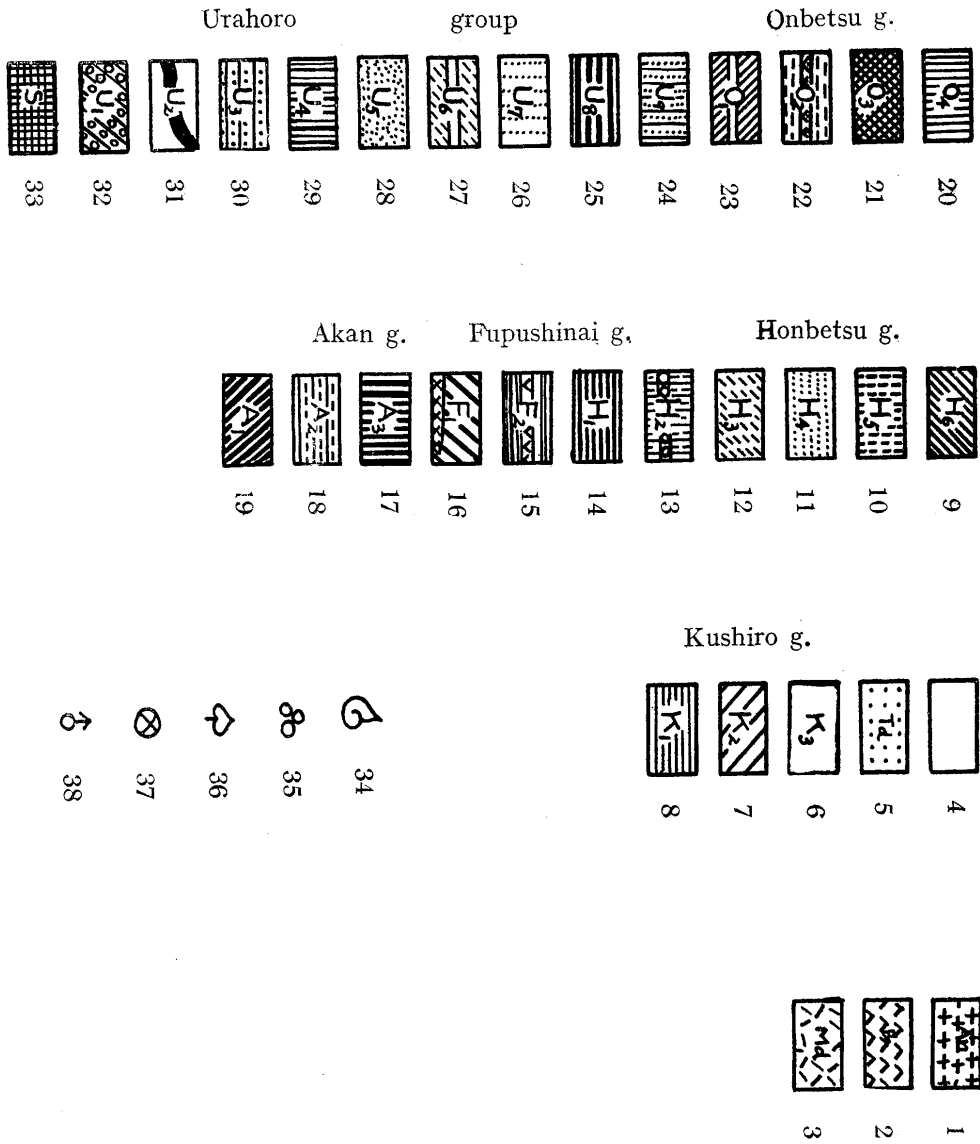 Urahoro group Onbetsu g.
S U₁ U₂ U₃ U₄ U₅ U₆ U₇ U₈ U₉ O₁ O₂ O₃ O₄
33 32 31 30 29 28 27 26 25 24 23 22 21 20
Akan g. Fupushinai g. Honbetsu g.
A₁ A₂ A₃ F₁ F₂ H₁ H₂ H₃ H₄ H₅ H₆
19 18 17 16 15 14 13 12 11 10 9
Kushiro g.
K₁ K₂ K₃ Td
8 7 6 5 4
38 37 36 35 34
Md An
3 2 1